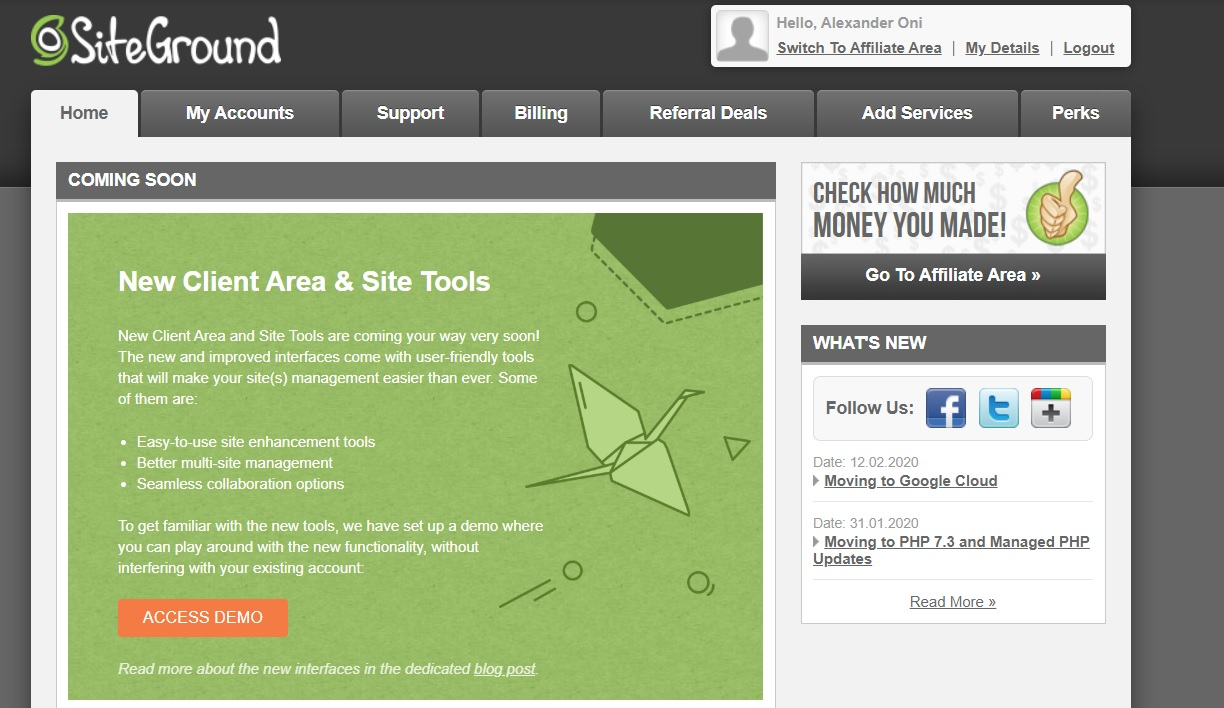 SiteGround
Hello, Alexander Oni
Switch To Affiliate Area | My Details | Logout
Home My Accounts Support Billing Referral Deals Add Services Perks
COMING SOON
New Client Area & Site Tools
New Client Area and Site Tools are coming your way very soon!
The new and improved interfaces come with user-friendly tools
that will make your site(s) management easier than ever. Some
of them are:
• Easy-to-use site enhancement tools
• Better multi-site management
• Seamless collaboration options
To get familiar with the new tools, we have set up a demo where
you can play around with the new functionality, without
interfering with your existing account:
ACCESS DEMO
Read more about the new interfaces in the dedicated blog post.
CHECK HOW MUCH
MONEY YOU MADE!
Go To Affiliate Area »
WHAT'S NEW
Follow Us:
Date: 12.02.2020
Moving to Google Cloud
Date: 31.01.2020
Moving to PHP 7.3 and Managed PHP
Updates
Read More »